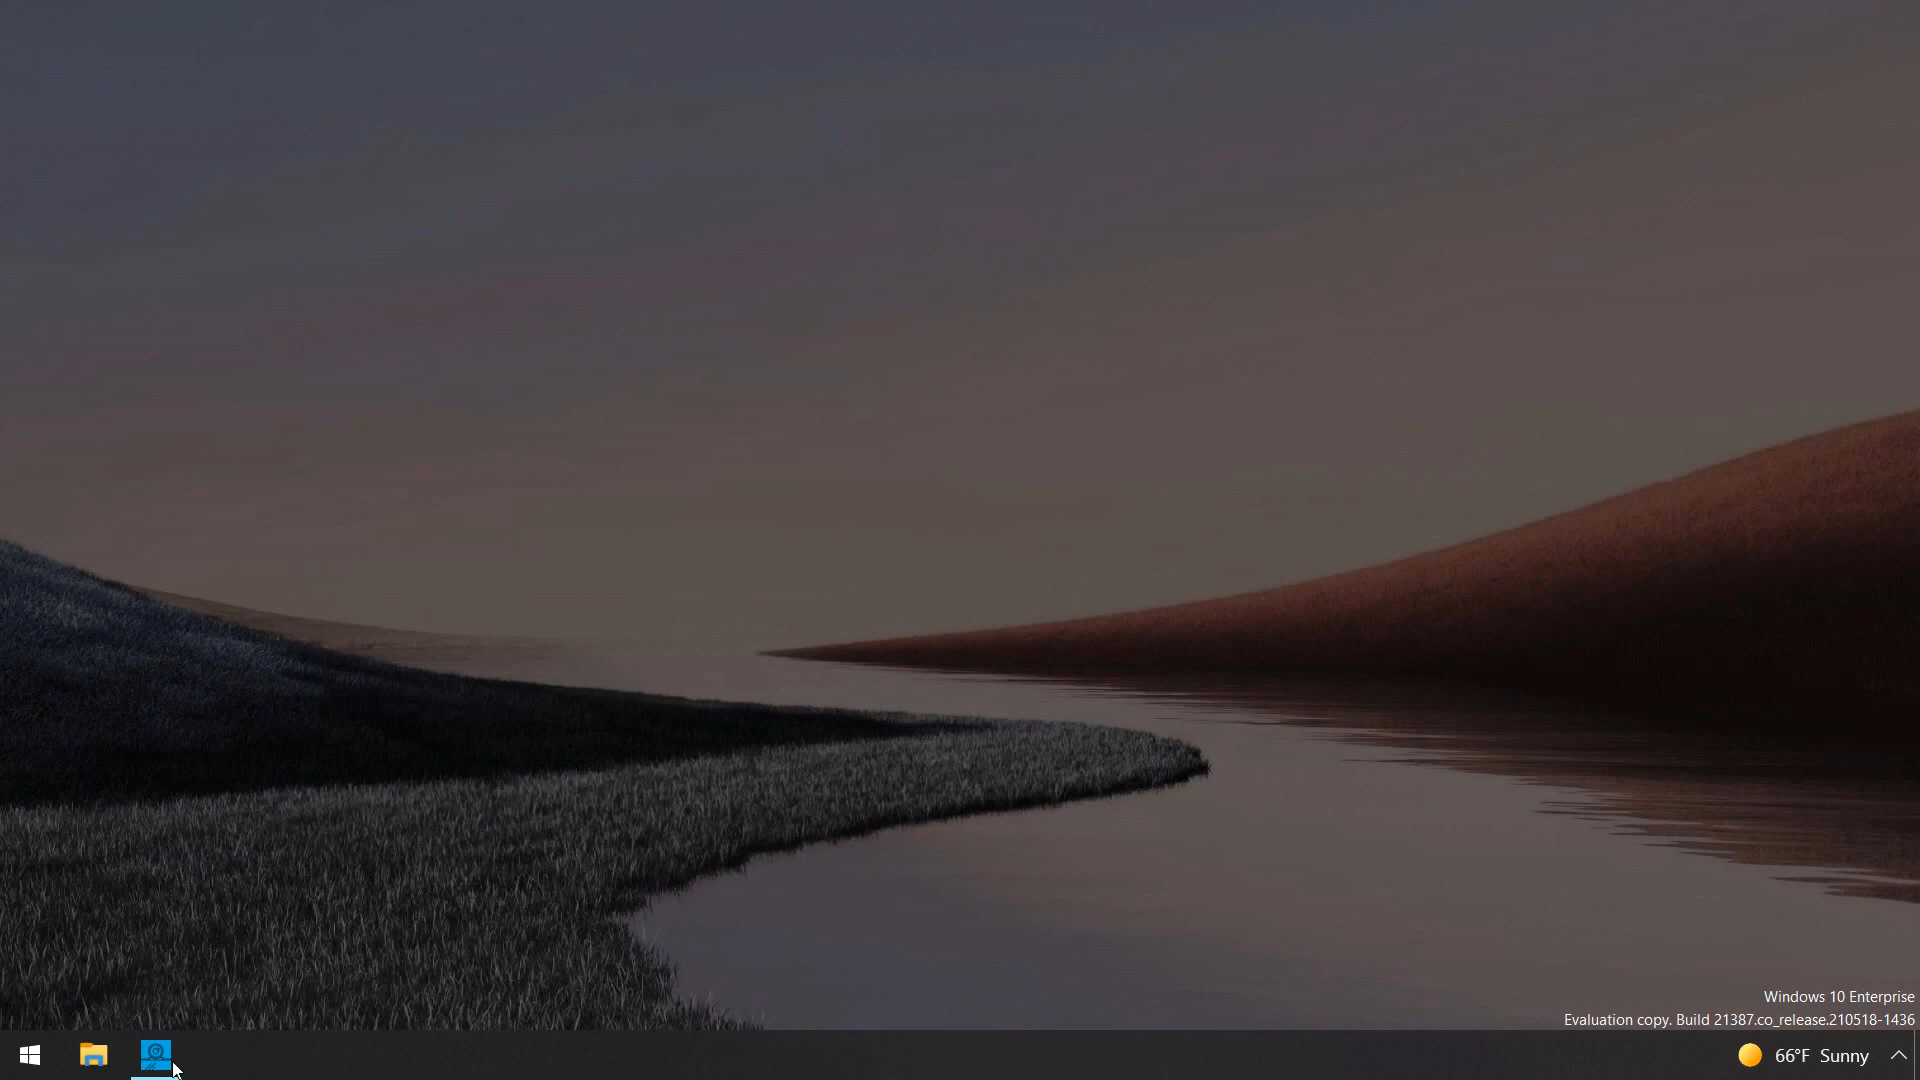 Windows 10 Enterprise
Evaluation copy. Build 21387.co_release.210518-1436
66°F Sunny